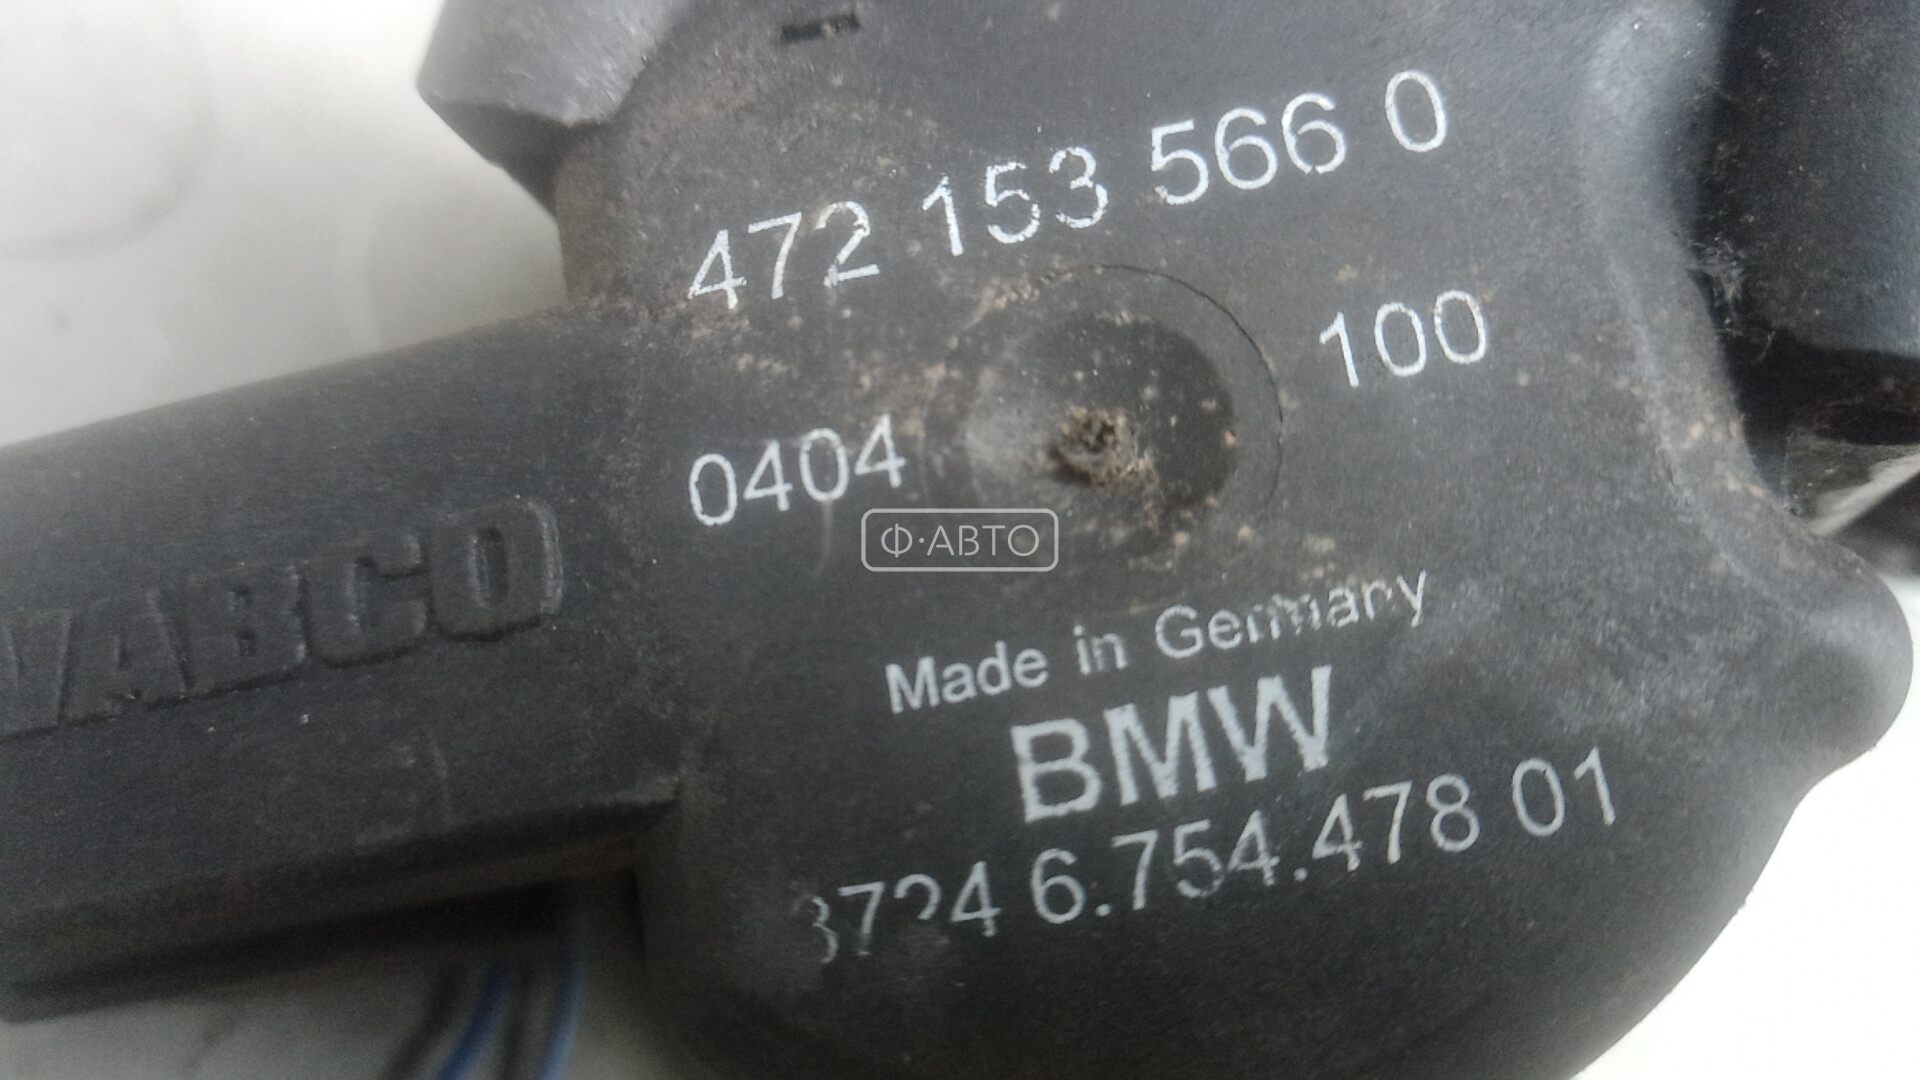 472 153 566 0
100
0404
WABCO
Ф·АВТО
Made in Germany
BMW
3724 6.754.478 01